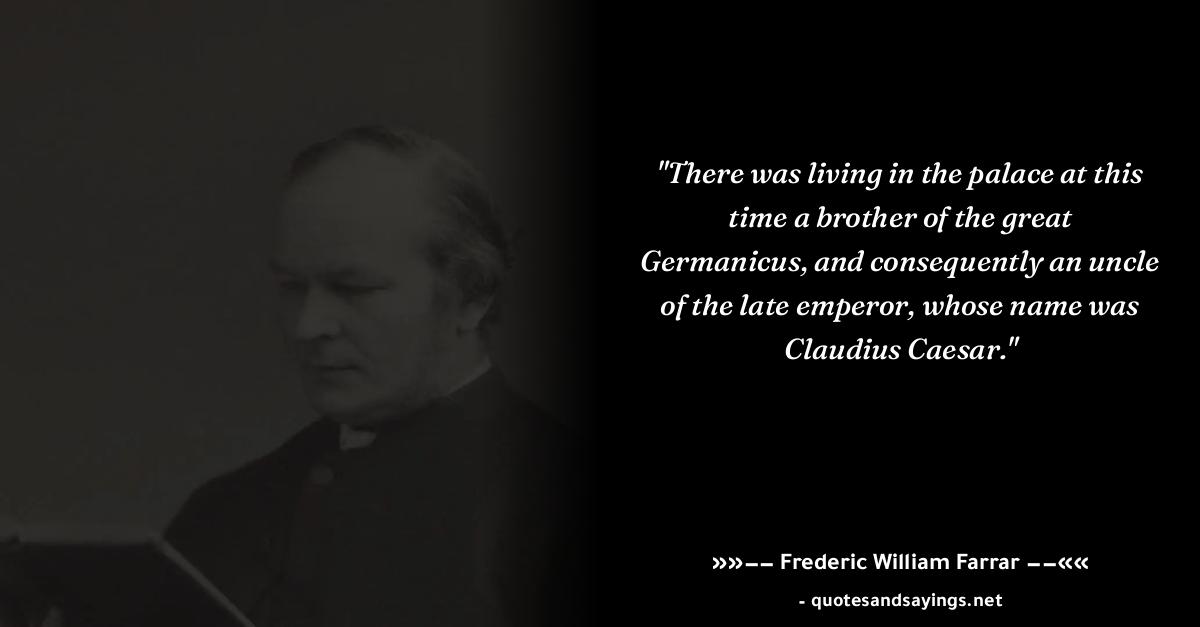 "There was living in the palace at this
time a brother of the great
Germanicus, and consequently an uncle
of the late emperor, whose name was
Claudius Caesar."
»»–– Frederic William Farrar ––««
- quotesandsayings.net